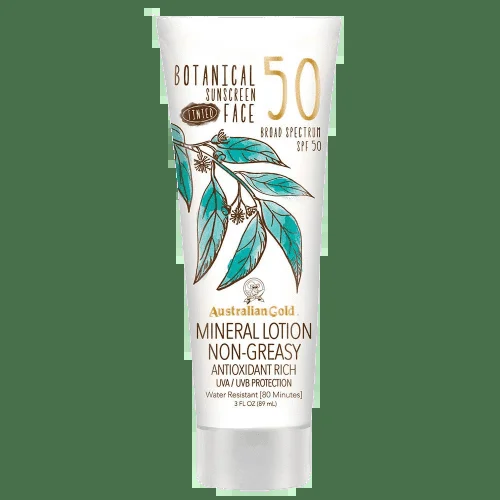 BOTANICAL 50
SUNSCREEN
TINTED FACE
BROAD SPECTRUM
SPF 50
Australian Gold
MINERAL LOTION
NON-GREASY
ANTIOXIDANT RICH
UVA / UVB PROTECTION
Water Resistant [80 Minutes]
3 FL OZ (89 mL)